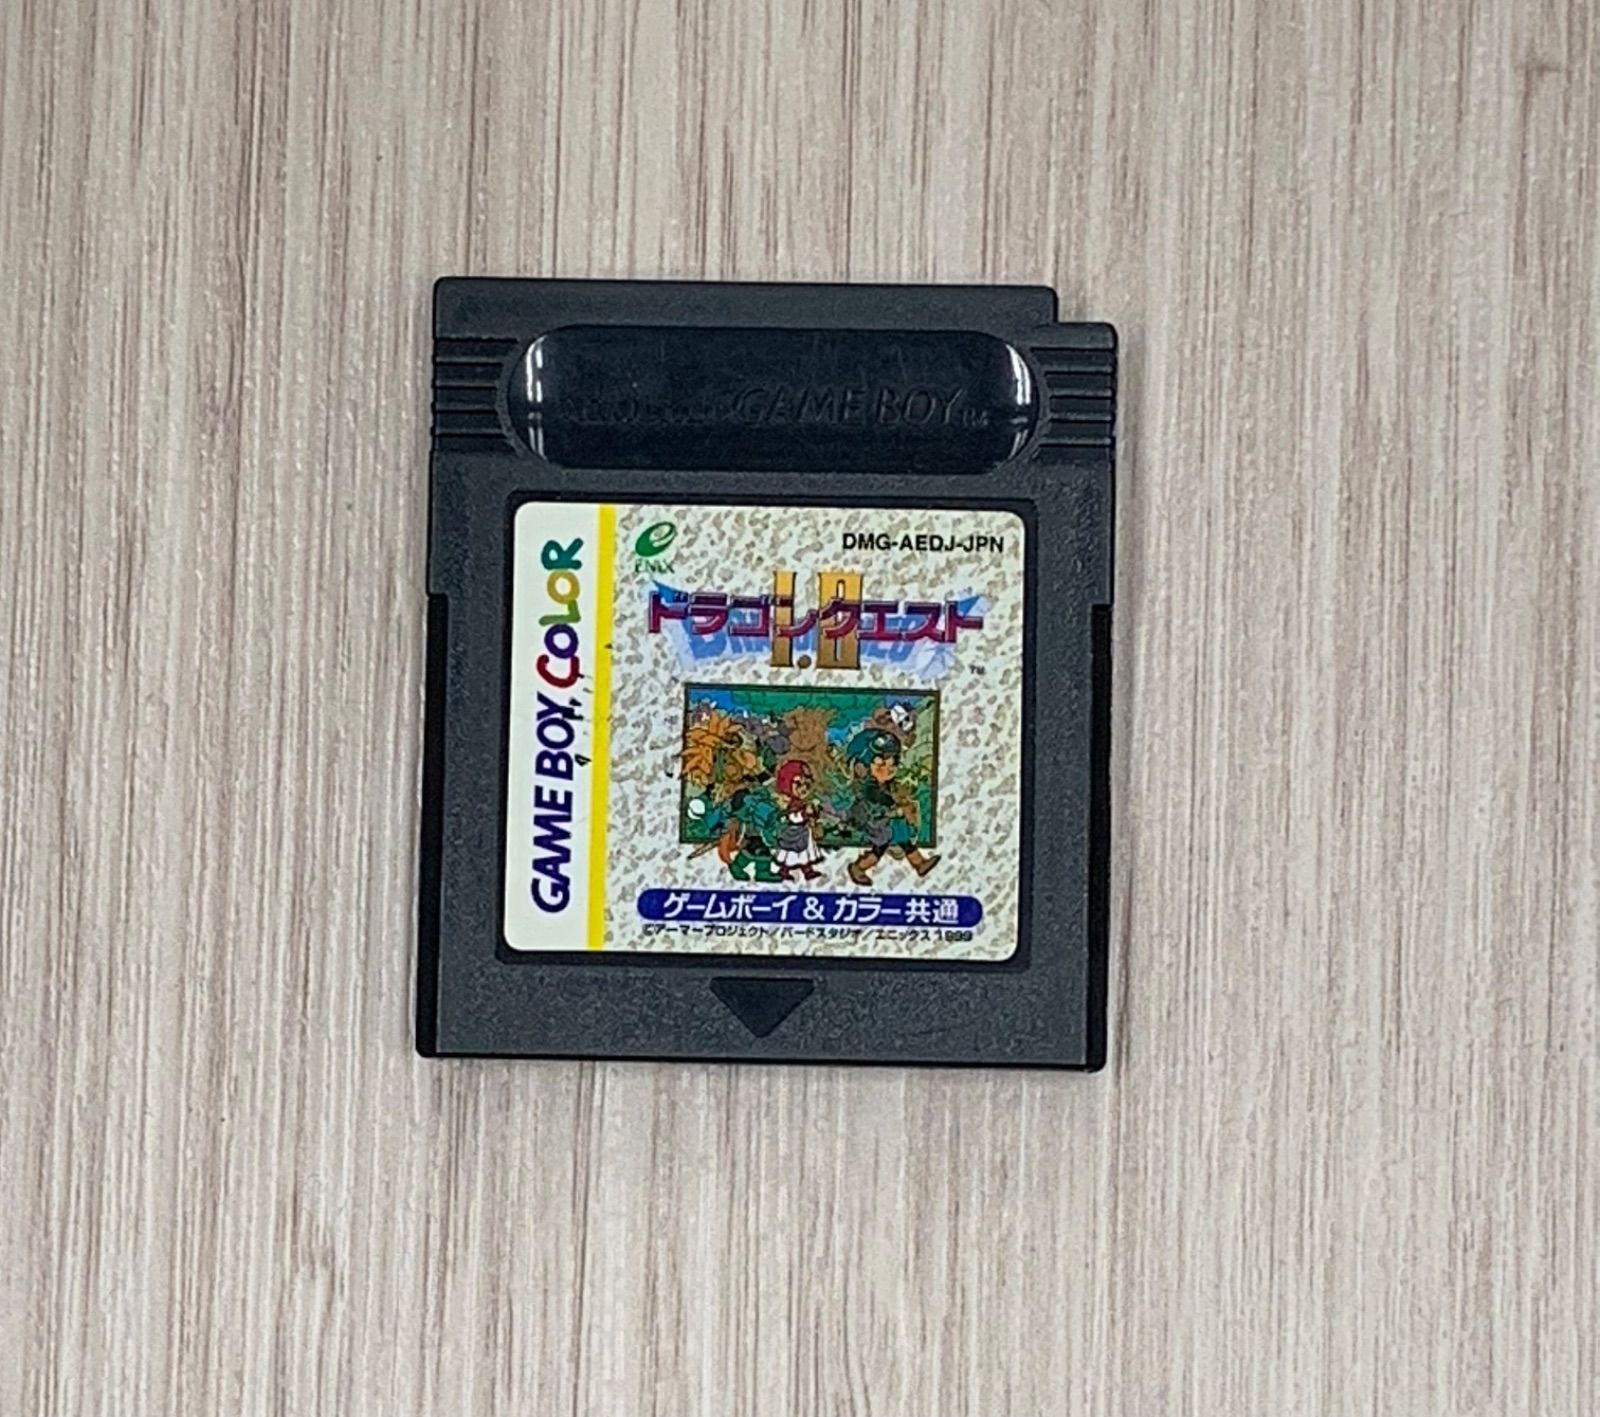 Nintendo GAME BOY
GAME BOY COLOR
ENIX
DMG-AEDJ-JPN
ドラゴンクエスト
I・II
TM
ゲームボーイ & カラー共通
©アーマープロジェクト/バードスタジオ/エニックス 1999